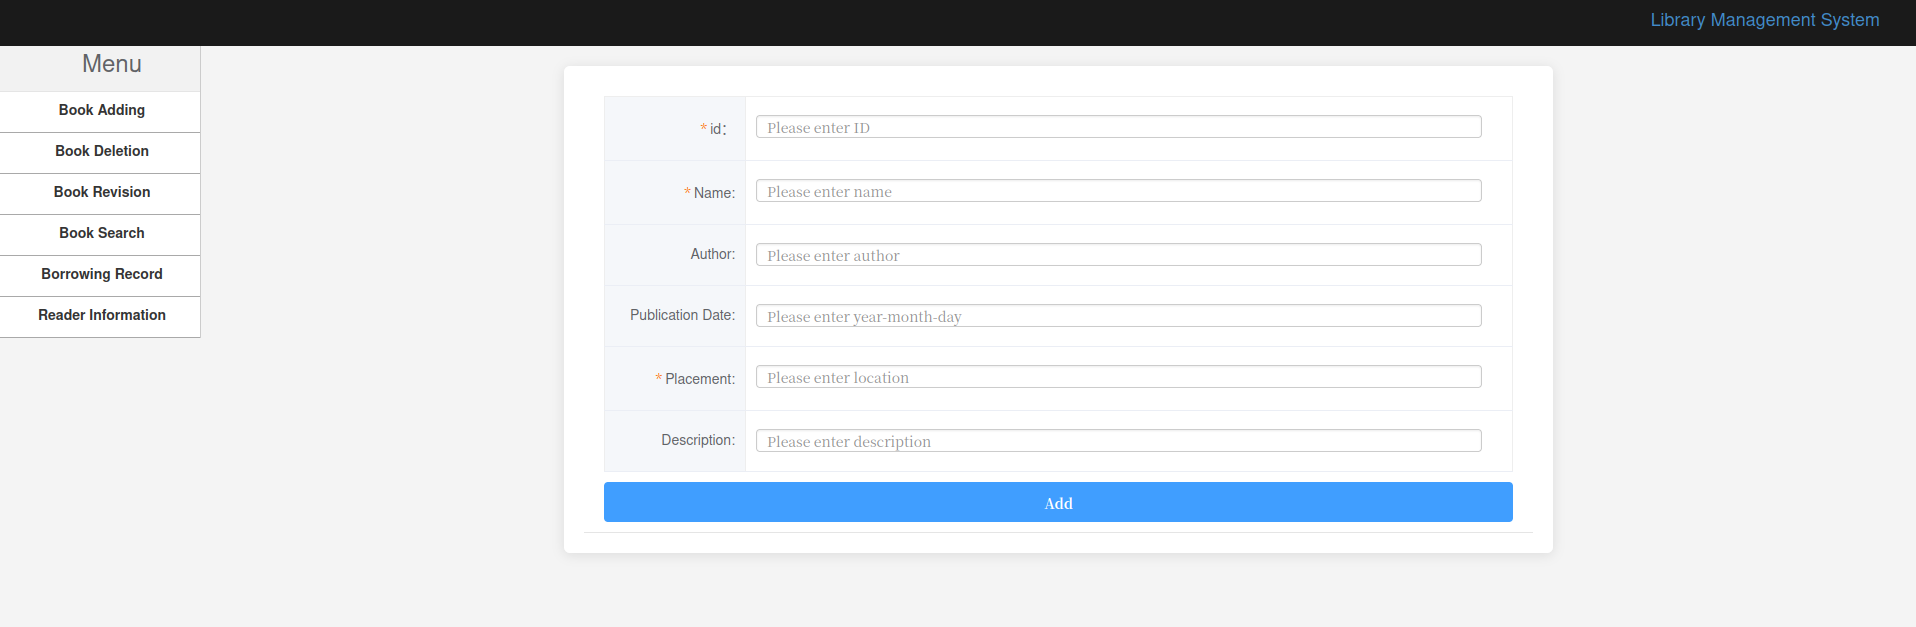 Library Management System
Menu
Book Adding
Book Deletion
Book Revision
Book Search
Borrowing Record
Reader Information
* id：
Please enter ID
* Name:
Please enter name
Author:
Please enter author
Publication Date:
Please enter year-month-day
* Placement:
Please enter location
Description:
Please enter description
Add